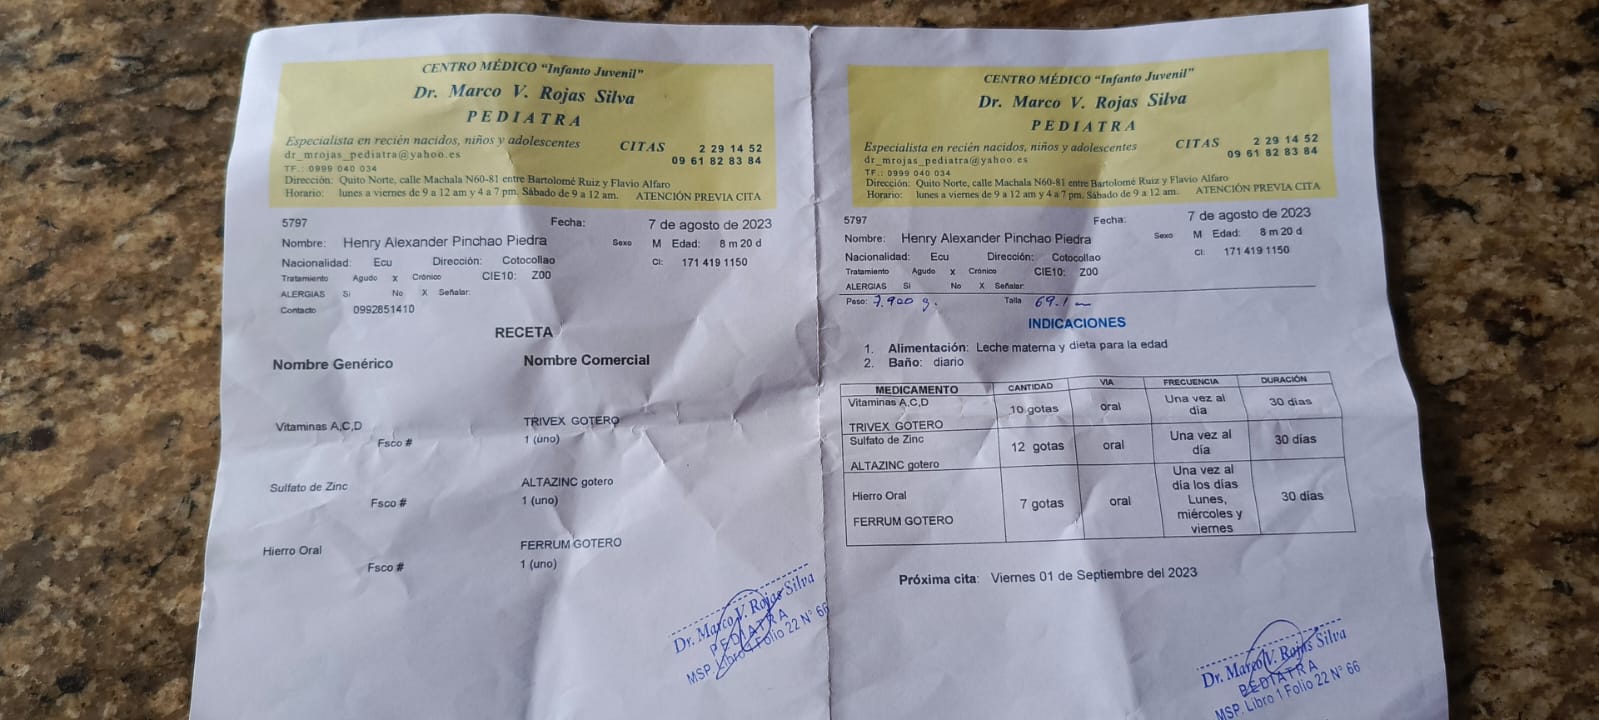 CENTRO MÉDICO “Infanto Juvenil”
Dr. Marco V. Rojas Silva
PEDIATRA
Especialista en recién nacidos, niños y adolescentes
CITAS 2 29 14 52
dr_mrojas_pediatra@yahoo.es
09 61 82 83 84
TF.: 0999 040 034
Dirección: Quito Norte, calle Machala N60-81 entre Bartolomé Ruiz y Flavio Alfaro
Horario: lunes a viernes de 9 a 12 am y 4 a 7 pm. Sábado de 9 a 12 am. ATENCIÓN PREVIA CITA
5797 Fecha: 7 de agosto de 2023
Nombre: Henry Alexander Pinchao Piedra Sexo M Edad: 8 m 20 d
Nacionalidad: Ecu Dirección: Cotocollao CI: 171 419 1150
Tratamiento Agudo x Crónico CIE10: Z00
ALERGIAS Si No X Señalar:
Contacto 0992851410
RECETA
Nombre Genérico Nombre Comercial
Vitaminas A,C,D TRIVEX GOTERO
Fsco # 1 (uno)
Sulfato de Zinc ALTAZINC gotero
Fsco # 1 (uno)
Hierro Oral FERRUM GOTERO
Fsco # 1 (uno)
Dr. Marco V. Rojas Silva
PEDIATRA
MSP. Libro 1 Folio 22 N° 66
CENTRO MÉDICO “Infanto Juvenil”
Dr. Marco V. Rojas Silva
PEDIATRA
Especialista en recién nacidos, niños y adolescentes
CITAS 2 29 14 52
dr_mrojas_pediatra@yahoo.es
09 61 82 83 84
TF.: 0999 040 034
Dirección: Quito Norte, calle Machala N60-81 entre Bartolomé Ruiz y Flavio Alfaro
Horario: lunes a viernes de 9 a 12 am y 4 a 7 pm. Sábado de 9 a 12 am. ATENCIÓN PREVIA CITA
5797 Fecha: 7 de agosto de 2023
Nombre: Henry Alexander Pinchao Piedra Sexo M Edad: 8 m 20 d
Nacionalidad: Ecu Dirección: Cotocollao CI: 171 419 1150
Tratamiento Agudo x Crónico CIE10: Z00
ALERGIAS Si No X Señalar:
Peso: 7.900 g. Talla 69.1 cm
INDICACIONES
1. Alimentación: Leche materna y dieta para la edad
2. Baño: diario
MEDICAMENTO CANTIDAD VIA FRECUENCIA DURACIÓN
Vitaminas A,C,D
TRIVEX GOTERO
10 gotas oral Una vez al
día
30 días
Sulfato de Zinc
ALTAZINC gotero
12 gotas oral Una vez al
día
30 días
Hierro Oral
FERRUM GOTERO
7 gotas oral Una vez al
día los días
Lunes,
miércoles y
viernes
30 días
Próxima cita: Viernes 01 de Septiembre del 2023
Dr. Marco V. Rojas Silva
PEDIATRA
MSP. Libro 1 Folio 22 N° 66